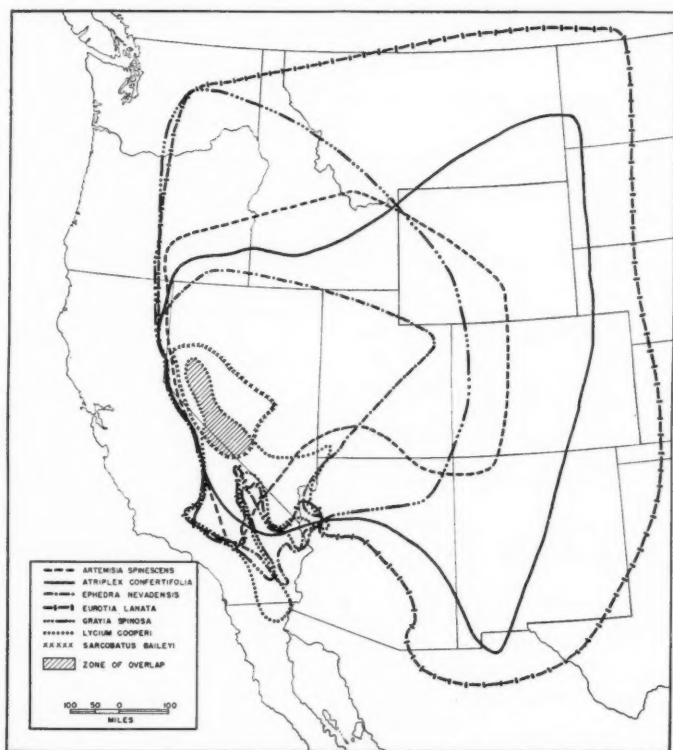 ARTEMISIA SPINESCENS
ATRIPLEX CONFERTIFOLIA
EPHEDRA NEVADENSIS
EUROTIA LANATA
GRAYIA SPINOSA
LYCIUM COOPERI
SARCOBATUS BAILEYI
ZONE OF OVERLAP
100 50 0 100
MILES